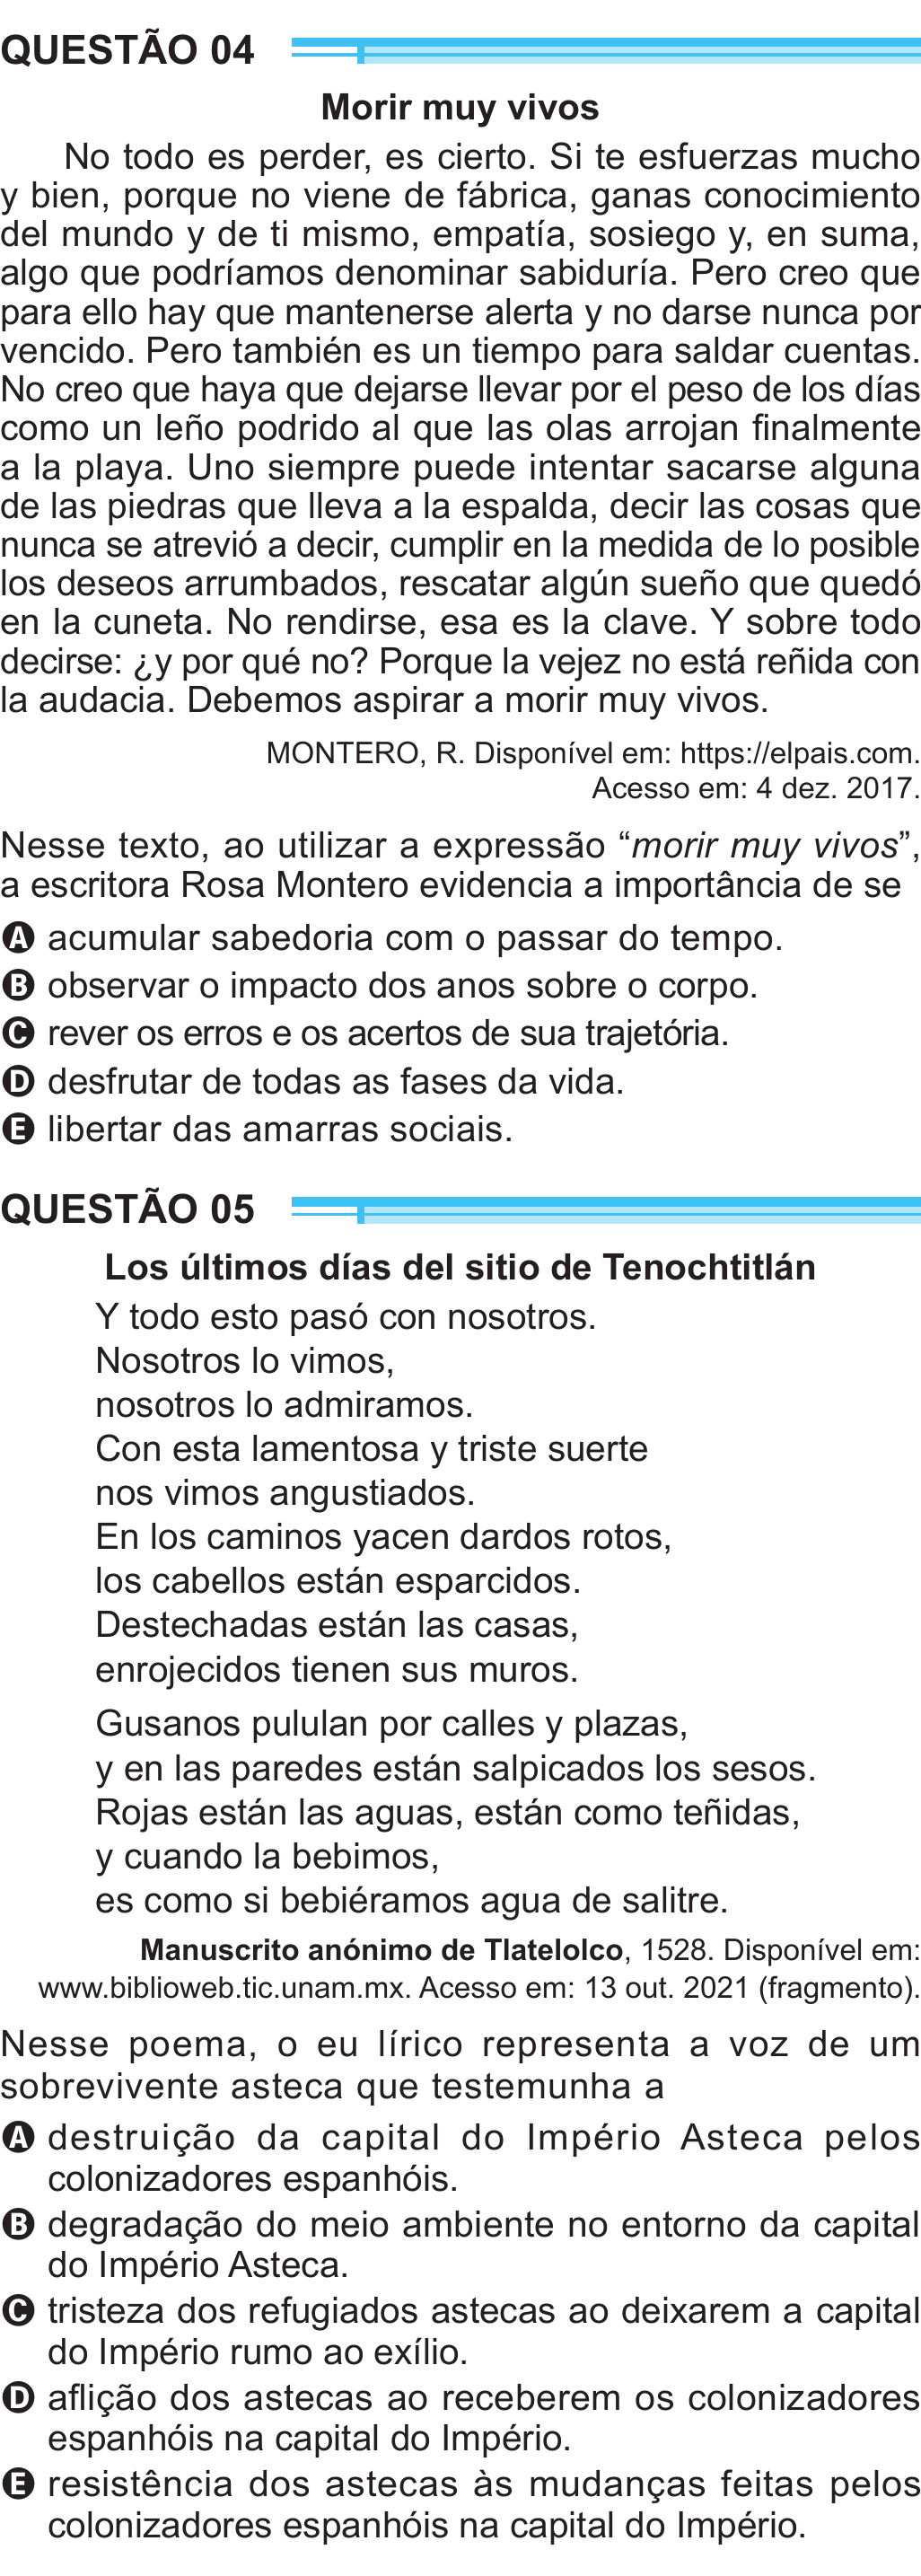 QUESTÃO 04
Morir muy vivos
No todo es perder, es cierto. Si te esfuerzas mucho
y bien, porque no viene de fábrica, ganas conocimiento
del mundo y de ti mismo, empatía, sosiego y, en suma,
algo que podríamos denominar sabiduría. Pero creo que
para ello hay que mantenerse alerta y no darse nunca por
vencido. Pero también es un tiempo para saldar cuentas.
No creo que haya que dejarse llevar por el peso de los días
como un leño podrido al que las olas arrojan finalmente
a la playa. Uno siempre puede intentar sacarse alguna
de las piedras que lleva a la espalda, decir las cosas que
nunca se atrevió a decir, cumplir en la medida de lo posible
los deseos arrumbados, rescatar algún sueño que quedó
en la cuneta. No rendirse, esa es la clave. Y sobre todo
decirse: ¿y por qué no? Porque la vejez no está reñida con
la audacia. Debemos aspirar a morir muy vivos.
MONTERO, R. Disponível em: https://elpais.com.
Acesso em: 4 dez. 2017.
Nesse texto, ao utilizar a expressão “morir muy vivos”,
a escritora Rosa Montero evidencia a importância de se
A acumular sabedoria com o passar do tempo.
B observar o impacto dos anos sobre o corpo.
C rever os erros e os acertos de sua trajetória.
D desfrutar de todas as fases da vida.
E libertar das amarras sociais.
QUESTÃO 05
Los últimos días del sitio de Tenochtitlán
Y todo esto pasó con nosotros.
Nosotros lo vimos,
nosotros lo admiramos.
Con esta lamentosa y triste suerte
nos vimos angustiados.
En los caminos yacen dardos rotos,
los cabellos están esparcidos.
Destechadas están las casas,
enrojecidos tienen sus muros.
Gusanos pululan por calles y plazas,
y en las paredes están salpicados los sesos.
Rojas están las aguas, están como teñidas,
y cuando la bebimos,
es como si bebiéramos agua de salitre.
Manuscrito anónimo de Tlatelolco, 1528. Disponível em:
www.biblioweb.tic.unam.mx. Acesso em: 13 out. 2021 (fragmento).
Nesse poema, o eu lírico representa a voz de um
sobrevivente asteca que testemunha a
A destruição da capital do Império Asteca pelos
colonizadores espanhóis.
B degradação do meio ambiente no entorno da capital
do Império Asteca.
C tristeza dos refugiados astecas ao deixarem a capital
do Império rumo ao exílio.
D aflição dos astecas ao receberem os colonizadores
espanhóis na capital do Império.
E resistência dos astecas às mudanças feitas pelos
colonizadores espanhóis na capital do Império.